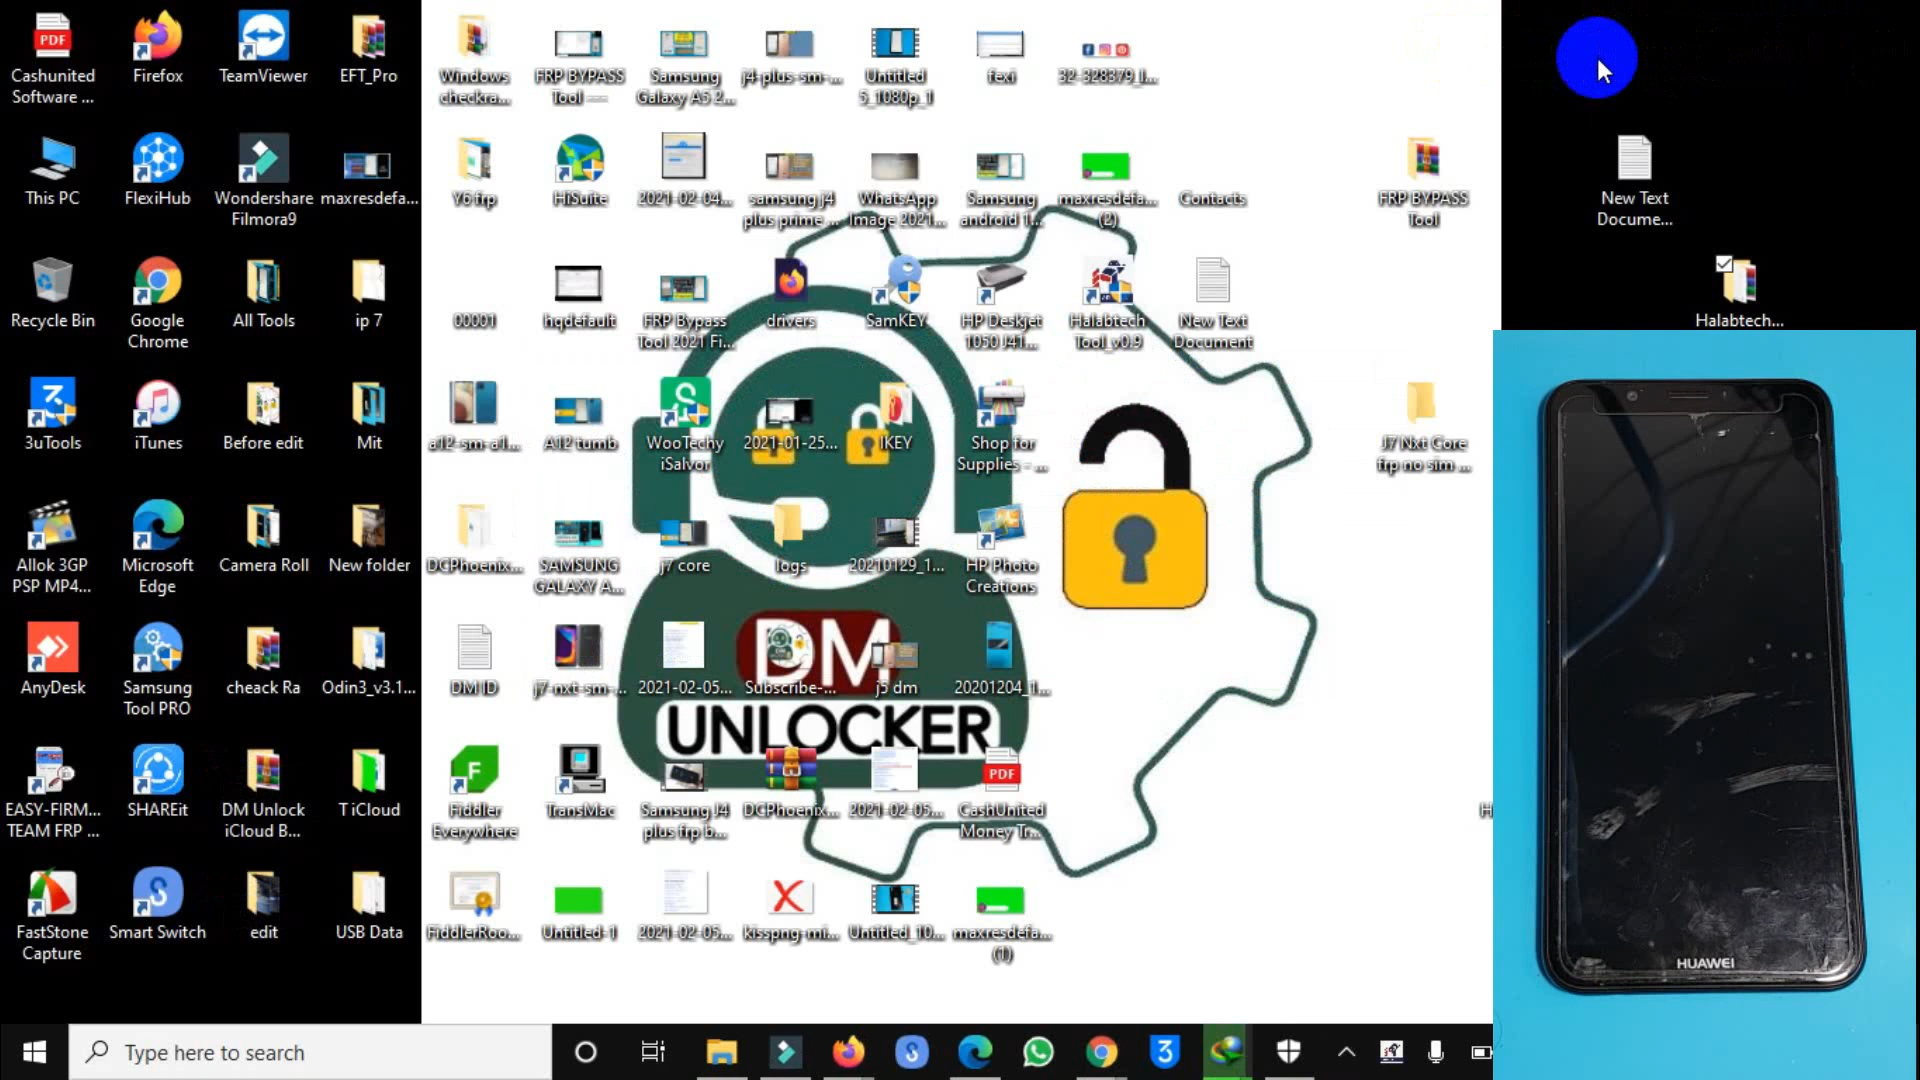 PDF
Cashunited
Software ...
Firefox
TeamViewer
EFT_Pro
Windows
checkra...
FRP BYPASS
Tool
Samsung
Galaxy A5 2...
j4-plus-sm-...
Untitled
5_1080p_1
fexi
32-328379_l...
This PC
FlexiHub
Wondershare
Filmora9
maxresdefa...
Y6 frp
HiSuite
2021-02-04...
samsung j4
plus prime ...
WhatsApp
Image 2021...
Samsung
android 1...
maxresdefa...
(2)
Contacts
FRP BYPASS
Tool
New Text
Docume...
Recycle Bin
Google
Chrome
All Tools
ip 7
00001
hqdefault
FRP Bypass
Tool 2021 Fi...
drivers
SamKEY
HP Deskjet
1050 J41...
Halabtech
Tool_v0.9
New Text
Document
Halabtech...
3uTools
iTunes
Before edit
Mit
a12-sm-a1...
A12 tumb
WooTechy
iSalvor
2021-01-25...
IKEY
Shop for
Supplies - ...
J7 Nxt Core
frp no sim ...
Allok 3GP
PSP MP4...
Microsoft
Edge
Camera Roll
New folder
DCPhoenix...
SAMSUNG
GALAXY A...
j7 core
logs
20210129_1...
HP Photo
Creations
AnyDesk
Samsung
Tool PRO
cheack Ra
Odin3_v3.1...
DM ID
j7-nxt-sm-...
2021-02-05...
Subscribe-...
j5 dm
20201204_1...
DM
UNLOCKER
EASY-FIRM...
TEAM FRP ...
SHAREit
DM Unlock
iCloud B...
T iCloud
Fiddler
Everywhere
TransMac
Samsung J4
plus frp b...
DCPhoenix...
2021-02-05...
PDF
CashUnited
Money Tr...
H
FastStone
Capture
Smart Switch
edit
USB Data
FiddlerRoo...
Untitled-1
2021-02-05...
kisspng-mi...
Untitled_10...
maxresdefa...
(1)
HUAWEI
Type here to search